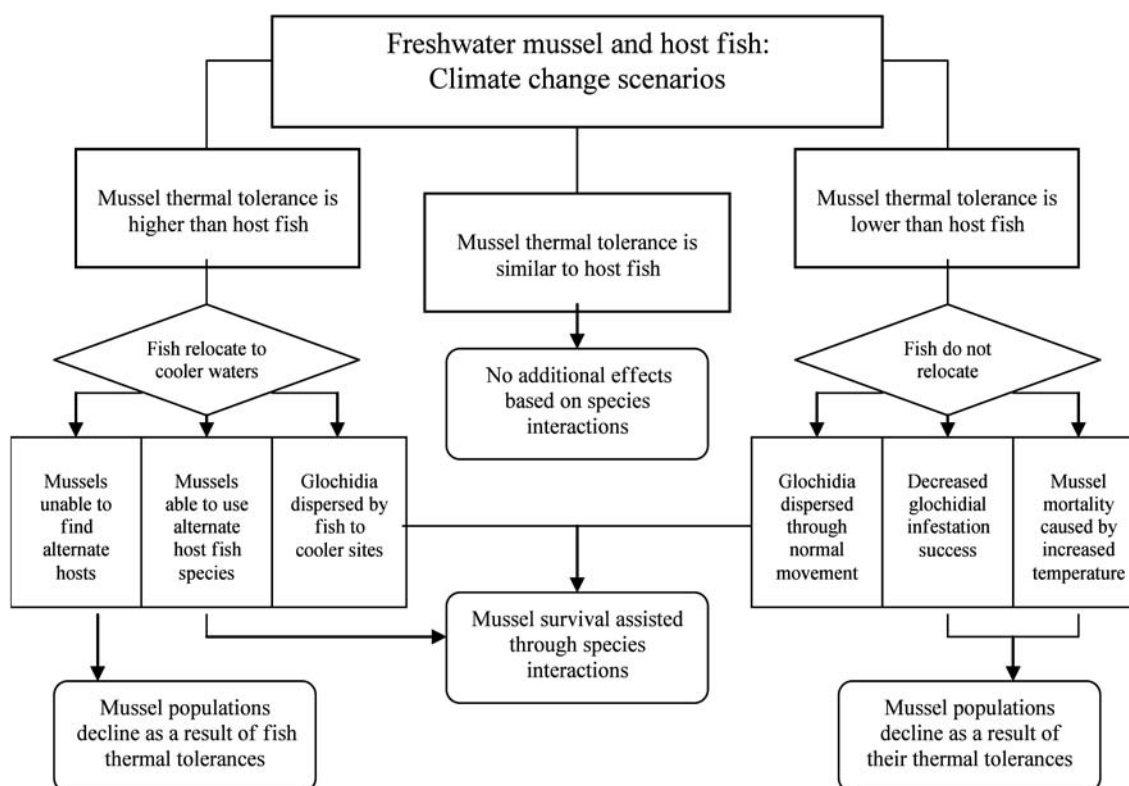 Freshwater mussel and host fish:
Climate change scenarios
Mussel thermal tolerance is
higher than host fish
Mussel thermal tolerance is
similar to host fish
Mussel thermal tolerance is
lower than host fish
Fish relocate to
cooler waters
No additional effects
based on species
interactions
Fish do not
relocate
Mussels
unable to
find
alternate
hosts
Mussels
able to use
alternate
host fish
species
Glochidia
dispersed by
fish to
cooler sites
Glochidia
dispersed
through
normal
movement
Decreased
glochidial
infestation
success
Mussel
mortality
caused by
increased
temperature
Mussel survival assisted
through species
interactions
Mussel populations
decline as a result of fish
thermal tolerances
Mussel populations
decline as a result of
their thermal tolerances